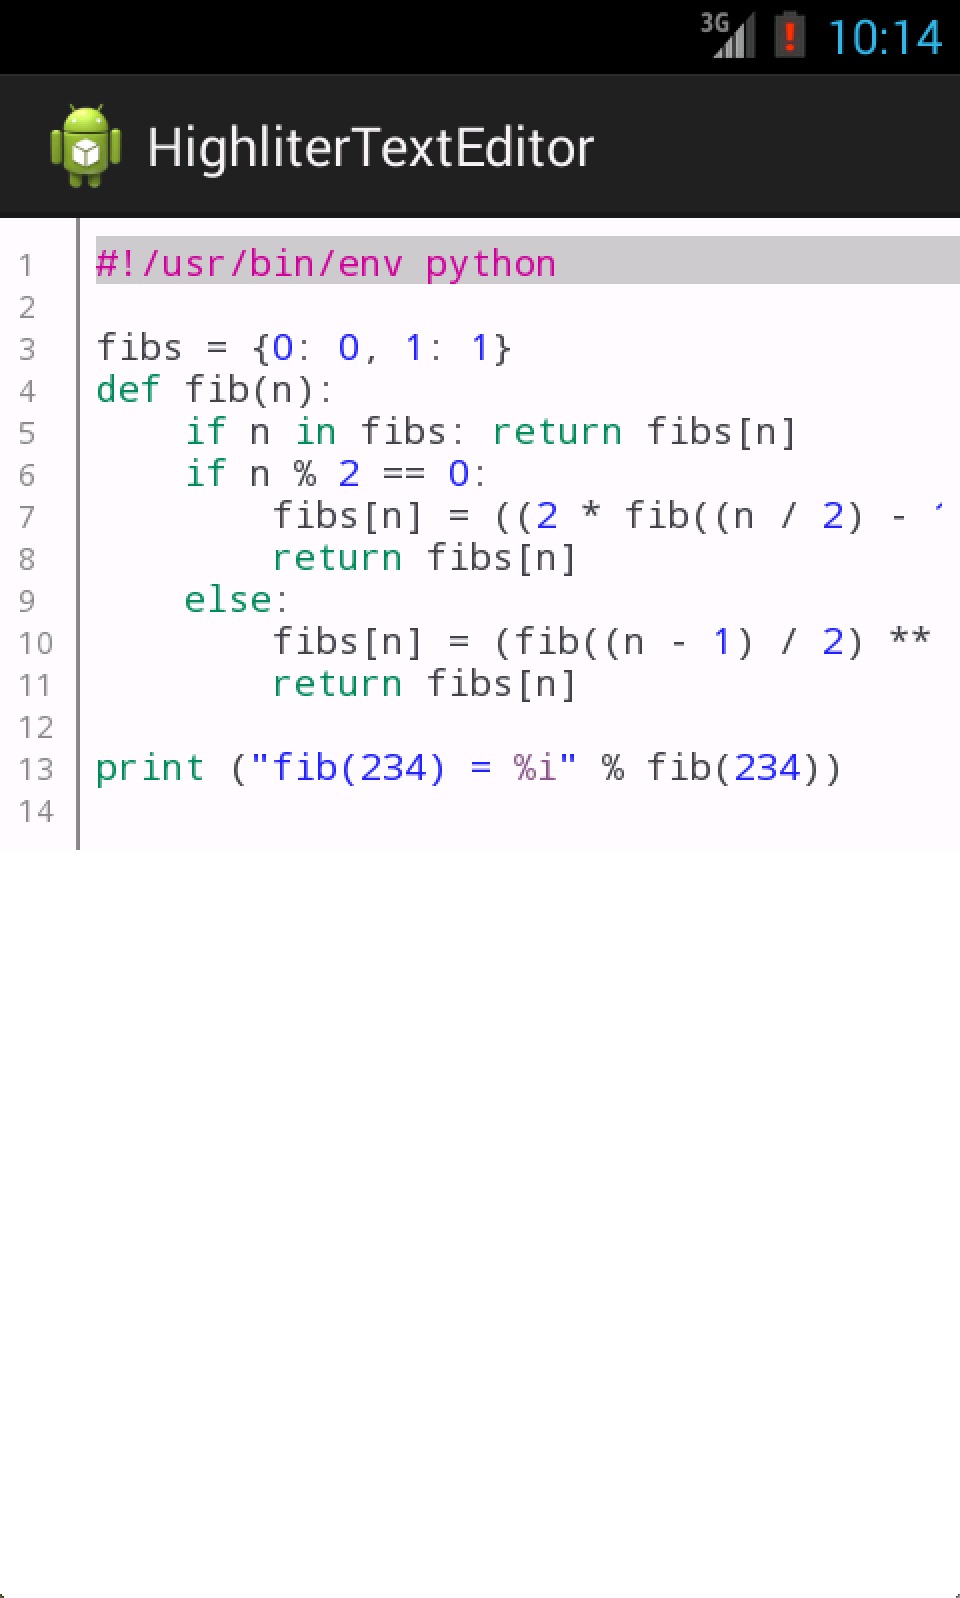 3G 10:14
HighliterTextEditor
1 #!/usr/bin/env python
2
3 fibs = {0: 0, 1: 1}
4 def fib(n):
5     if n in fibs: return fibs[n]
6     if n % 2 == 0:
7         fibs[n] = ((2 * fib((n / 2) -
8         return fibs[n]
9     else:
10         fibs[n] = (fib((n - 1) / 2) **
11         return fibs[n]
12
13 print ("fib(234) = %i" % fib(234))
14